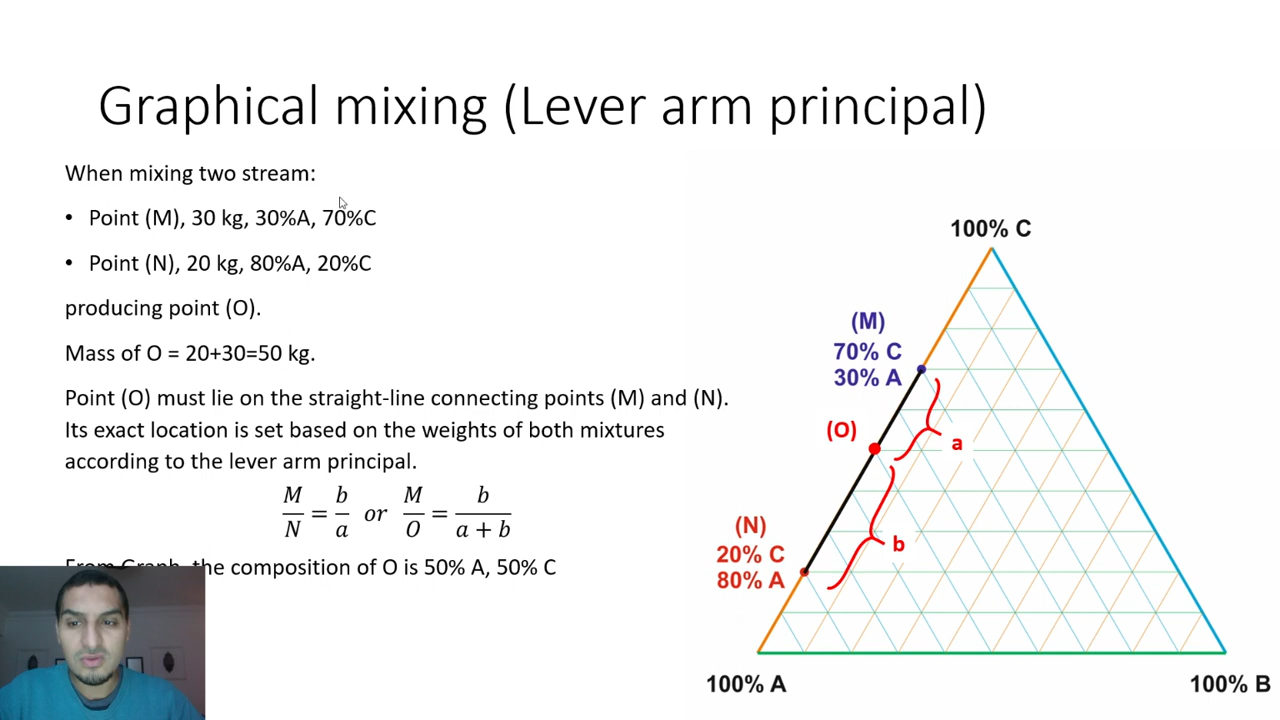 Graphical mixing (Lever arm principal)
When mixing two stream:
• Point (M), 30 kg, 30%A, 70%C
• Point (N), 20 kg, 80%A, 20%C
producing point (O).
Mass of O = 20+30=50 kg.
Point (O) must lie on the straight-line connecting points (M) and (N).
Its exact location is set based on the weights of both mixtures
according to the lever arm principal.
M/N = b/a or M/O = b/(a + b)
From Graph, the composition of O is 50% A, 50% C
100% C
(M)
70% C
30% A
(O)
a
(N)
20% C
80% A
b
100% A
100% B